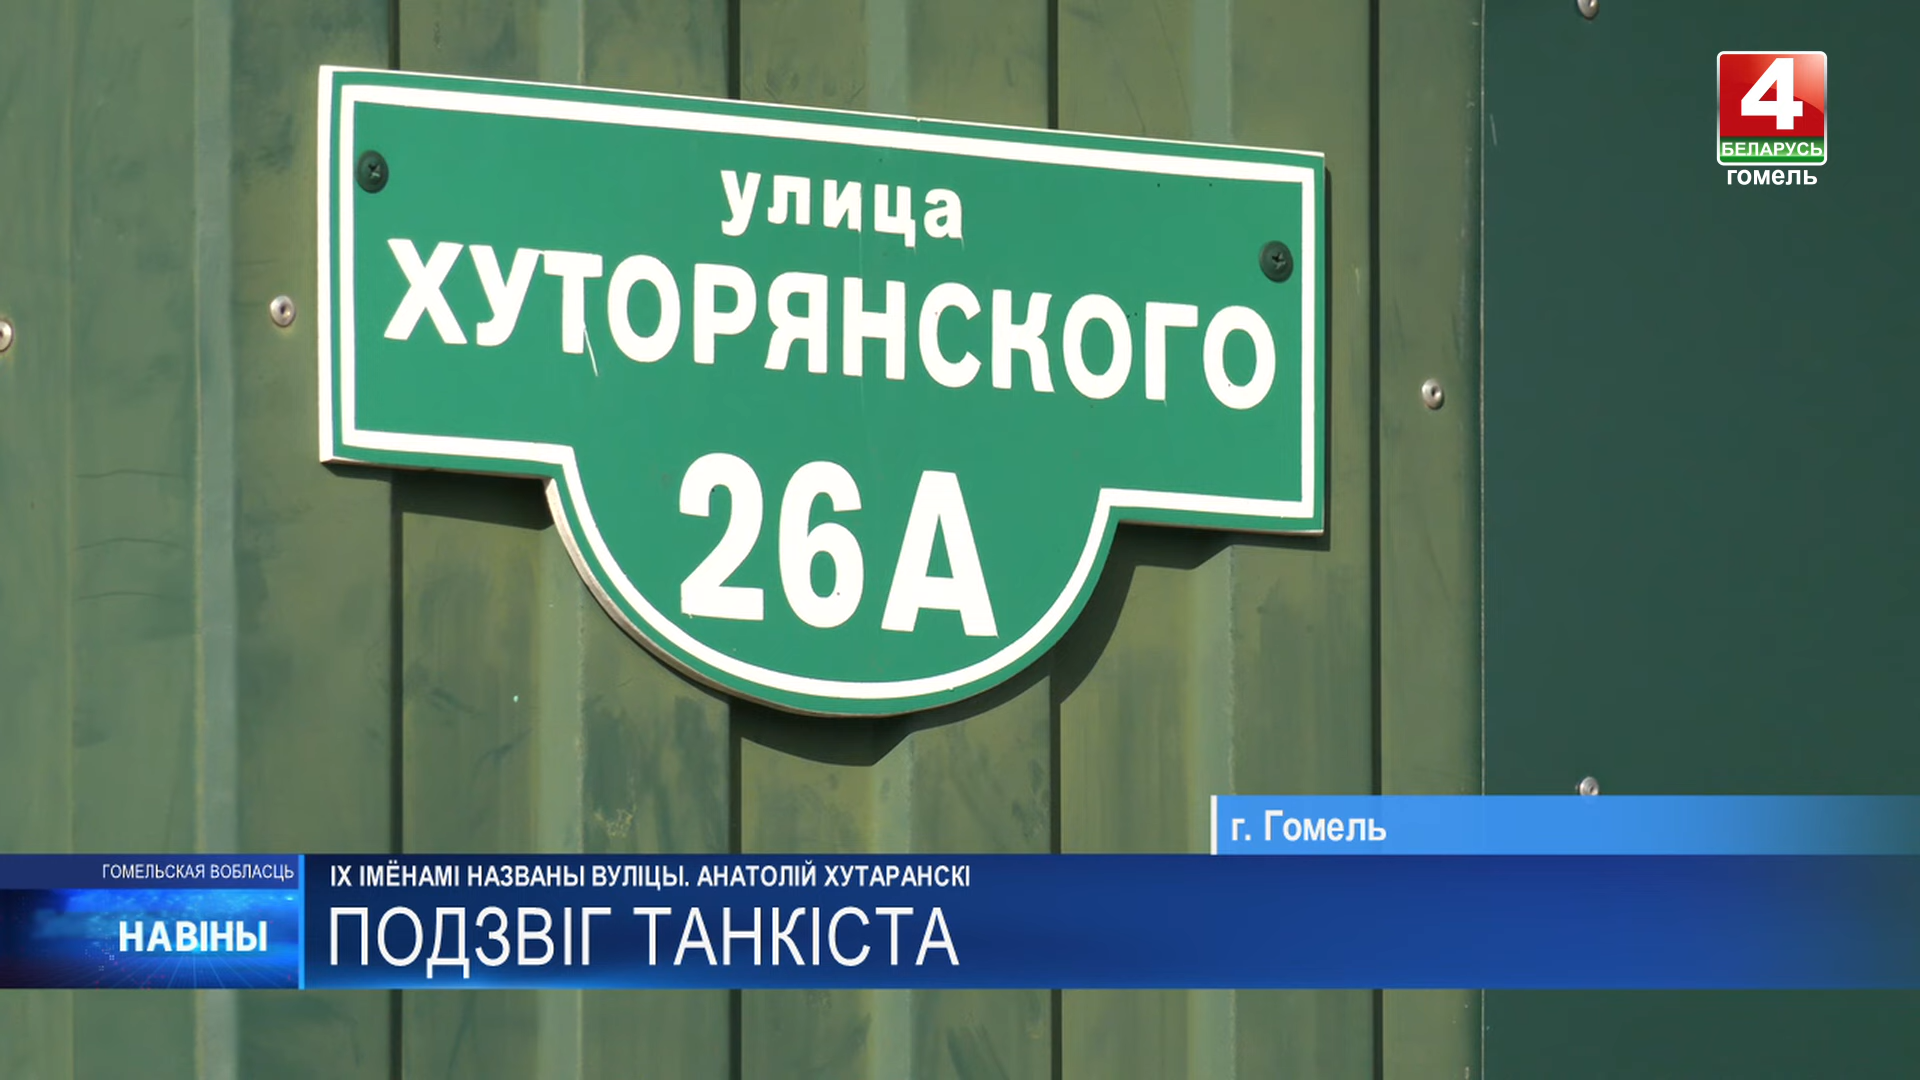 4
БЕЛАРУСЬ
гомель
улица
ХУТОРЯНСКОГО
26А
г. Гомель
ГОМЕЛЬСКАЯ ВОБЛАСЦЬ
НАВІНЫ
ІХ ІМЁНАМІ НАЗВАНЫ ВУЛІЦЫ. АНАТОЛІЙ ХУТАРАНСКІ
ПОДЗВІГ ТАНКІСТА